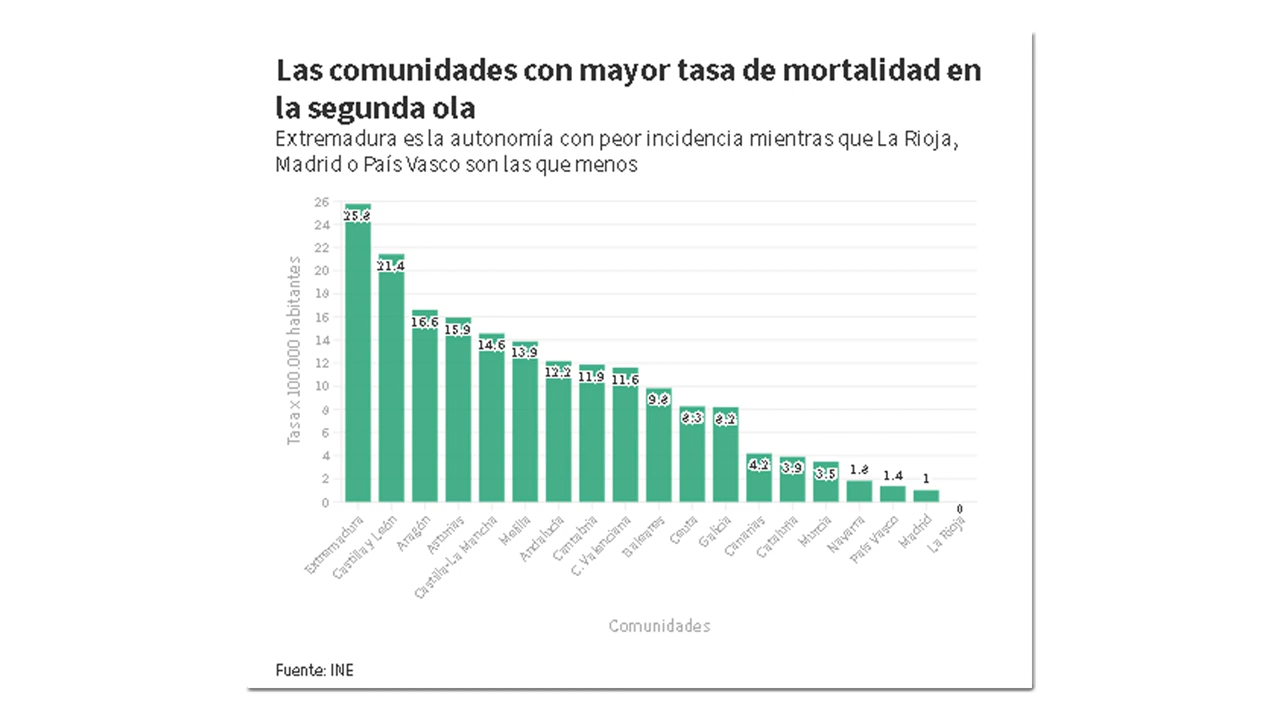 Las comunidades con mayor tasa de mortalidad en
la segunda ola
Extremadura es la autonomía con peor incidencia mientras que La Rioja,
Madrid o País Vasco son las que menos
Tasa x 100.000 habitantes
26
24
22
20
18
16
14
12
10
8
6
4
2
0
25.8
21.4
16.6
15.9
14.6
13.9
12.2
11.9
11.6
9.8
8.3
8.2
4.2
3.9
3.5
1.8
1.4
1
0
Extremadura
Castilla y León
Aragón
Asturias
Castilla-La Mancha
Melilla
Andalucía
Cantabria
C. Valenciana
Baleares
Ceuta
Galicia
Canarias
Cataluña
Murcia
Navarra
País Vasco
Madrid
La Rioja
Comunidades
Fuente: INE